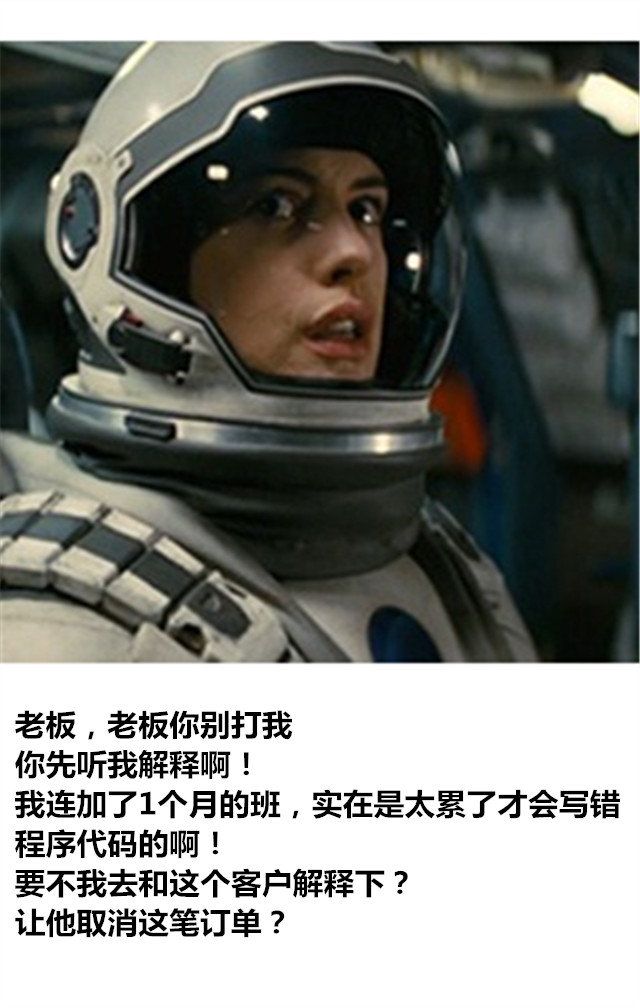 老板，老板你别打我
你先听我解释啊！
我连加了1个月的班，实在是太累了才会写错
程序代码的啊！
要不我去和这个客户解释下？
让他取消这笔订单？